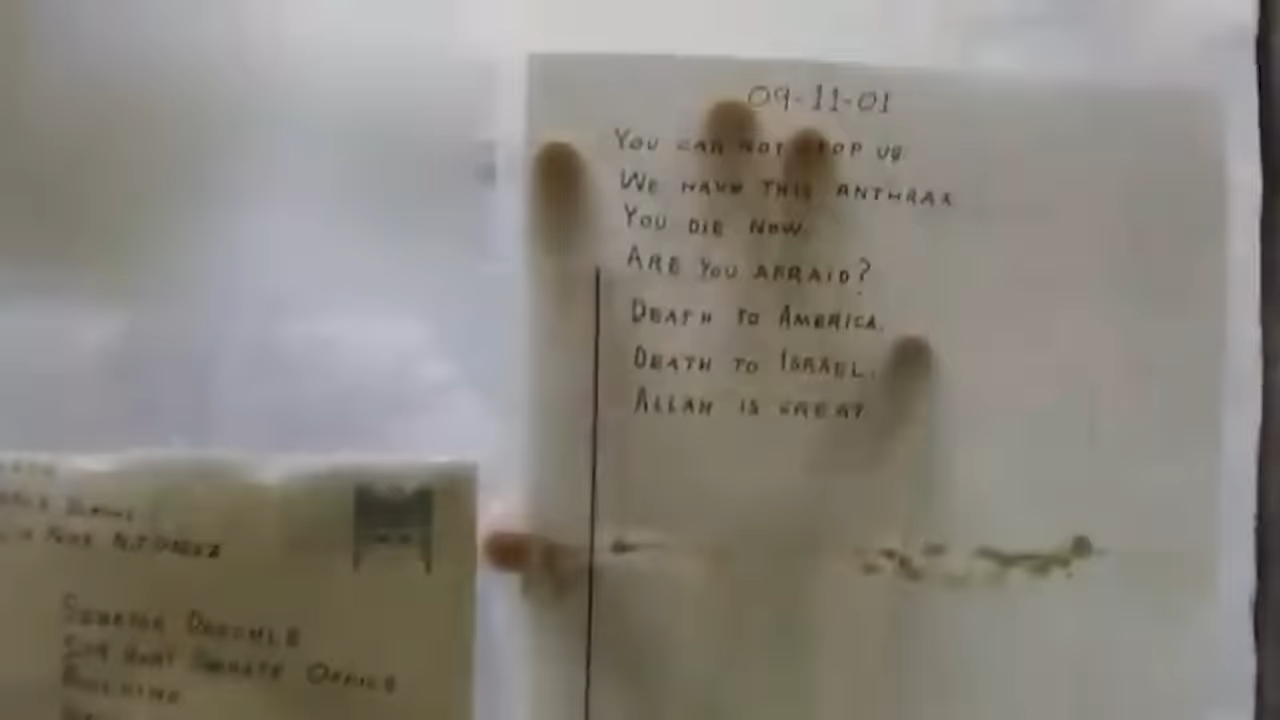 09-11-01
YOU CAN NOT STOP US.
WE HAVE THIS ANTHRAX.
YOU DIE NOW.
ARE YOU AFRAID?
DEATH TO AMERICA.
DEATH TO ISRAEL.
ALLAH IS GREAT.
SENATOR DASCHLE
SENATE OFFICE
BUILDING